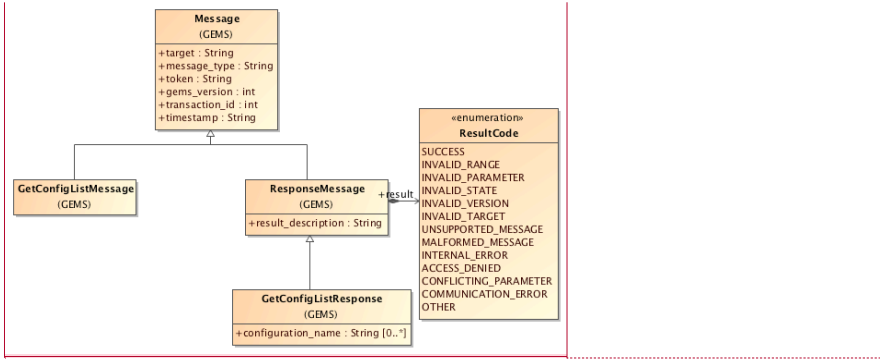 Message
(GEMS)
+target : String
+message_type : String
+token : String
+gems_version : int
+transaction_id : int
+timestamp : String
«enumeration»
ResultCode
SUCCESS
INVALID_RANGE
INVALID_PARAMETER
INVALID_STATE
INVALID_VERSION
INVALID_TARGET
UNSUPPORTED_MESSAGE
MALFORMED_MESSAGE
INTERNAL_ERROR
ACCESS_DENIED
CONFLICTING_PARAMETER
COMMUNICATION_ERROR
OTHER
GetConfigListMessage
(GEMS)
ResponseMessage
(GEMS)
+result_description : String
+result
GetConfigListResponse
(GEMS)
+configuration_name : String [0..*]